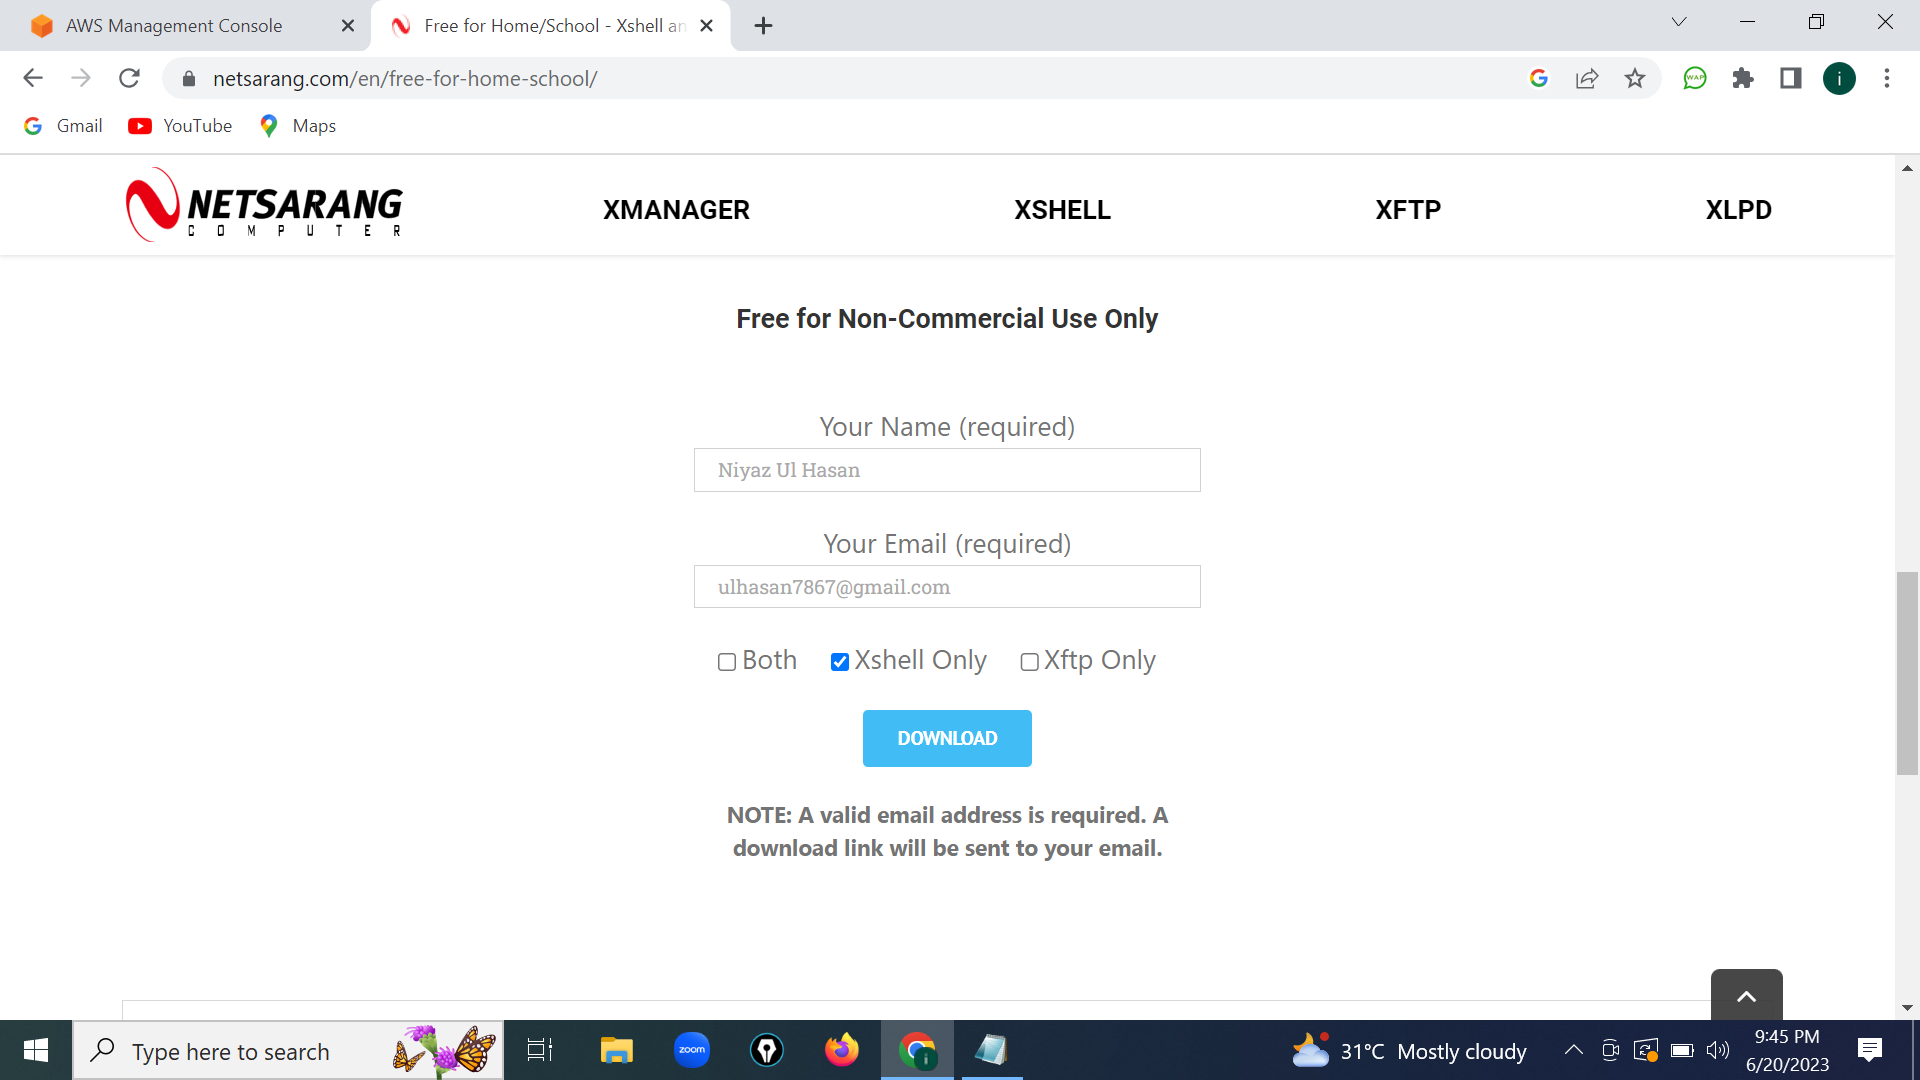 AWS Management Console
Free for Home/School - Xshell an
netsarang.com/en/free-for-home-school/
WAP
i
Gmail
YouTube
Maps
NETSARANG
COMPUTER
XMANAGER
XSHELL
XFTP
XLPD
Free for Non-Commercial Use Only
Your Name (required)
Niyaz Ul Hasan
Your Email (required)
ulhasan7867@gmail.com
Both
Xshell Only
Xftp Only
DOWNLOAD
NOTE: A valid email address is required. A
download link will be sent to your email.
Type here to search
zoom
i
31°C Mostly cloudy
9:45 PM
6/20/2023